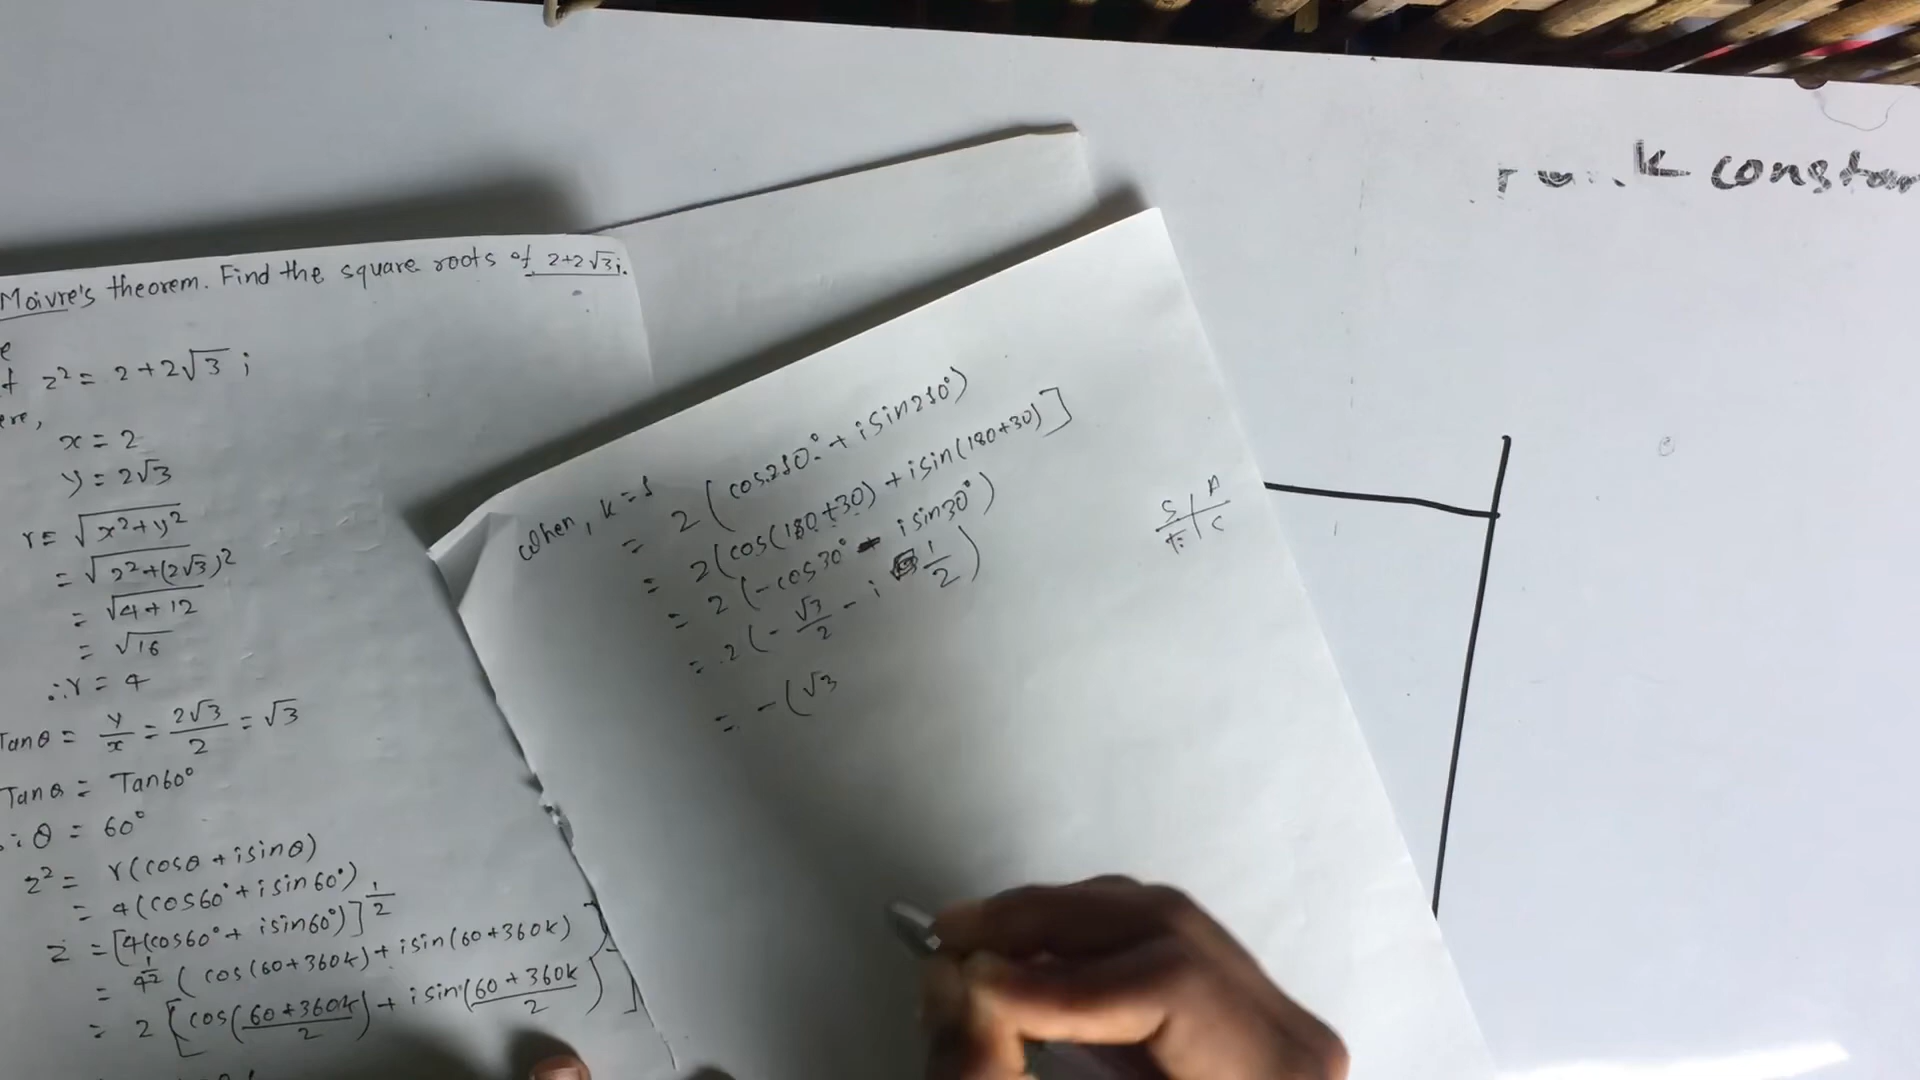 Moivre's theorem. Find the square roots of 2+2√3i.
z² = 2+2√3 i
x = 2
y = 2√3
r = √x²+y²
= √2²+(2√3)²
= √4+12
= √16
∴ r = 4
Tanθ = y/x = 2√3/2 = √3
Tanθ = Tan60°
∴ θ = 60°
z² = r(cosθ + isinθ)
= 4(cos60° + isin60°)
z = [4(cos60° + isin60°)]^1/2
= 4^1/2 (cos(60+360k) + isin(60+360k)
= 2 [cos(60+360k/2) + isin(60+360k/2)]
when, k=1
= 2 (cos210° + isin210°)
= 2(cos(180+30) + isin(180+30)]
= 2 (-cos30° - isin30°)
= 2 (-√3/2 - i 1/2)
= -(√3
S A
T C
k constan